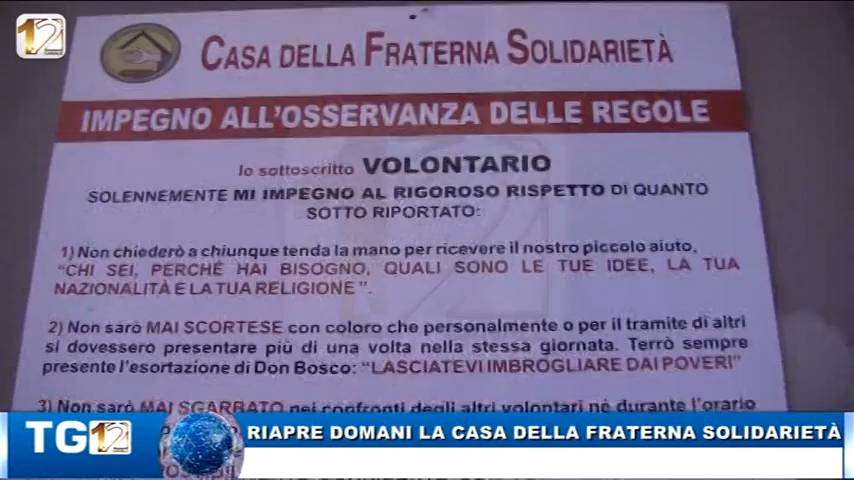 12
CASA DELLA FRATERNA SOLIDARIETÀ
IMPEGNO ALL'OSSERVANZA DELLE REGOLE
Io sottoscritto VOLONTARIO
SOLENNEMENTE MI IMPEGNO AL RIGOROSO RISPETTO DI QUANTO
SOTTO RIPORTATO:
1) Non chiederò a chiunque tenda la mano per ricevere il nostro piccolo aiuto,
"CHI SEI, PERCHÉ HAI BISOGNO, QUALI SONO LE TUE IDEE, LA TUA
NAZIONALITÀ E LA TUA RELIGIONE".
2) Non sarò MAI SCORTESE con coloro che personalmente o per il tramite di altri
si dovessero presentare più di una volta nella stessa giornata. Terrò sempre
presente l'esortazione di Don Bosco: "LASCIATEVI IMBROGLIARE DAI POVERI"
3) Non sarò MAI SGARBATO nei confronti degli altri volontari né durante l'orario
TG12
RIAPRE DOMANI LA CASA DELLA FRATERNA SOLIDARIETÀ